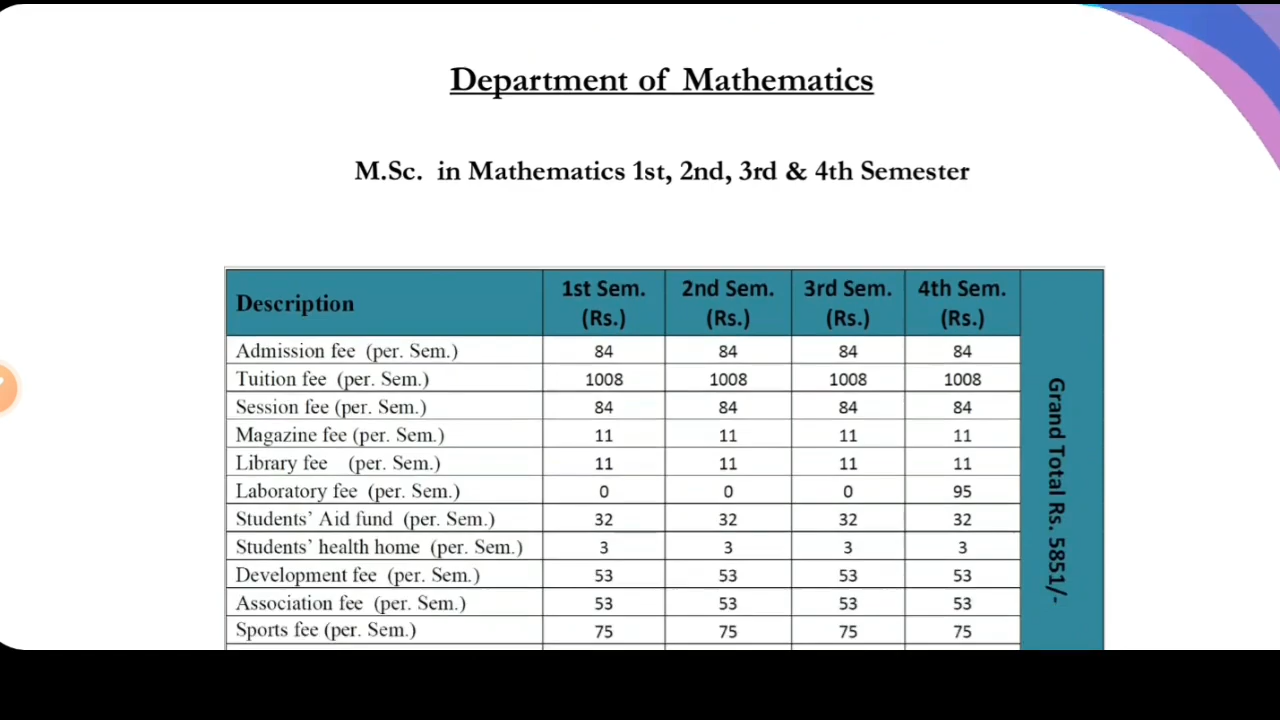 Department of Mathematics
M.Sc. in Mathematics 1st, 2nd, 3rd & 4th Semester
Description 1st Sem. (Rs.) 2nd Sem. (Rs.) 3rd Sem. (Rs.) 4th Sem. (Rs.)
Admission fee (per. Sem.) 84 84 84 84
Tuition fee (per. Sem.) 1008 1008 1008 1008
Session fee (per. Sem.) 84 84 84 84
Magazine fee (per. Sem.) 11 11 11 11
Library fee (per. Sem.) 11 11 11 11
Laboratory fee (per. Sem.) 0 0 0 95
Students’ Aid fund (per. Sem.) 32 32 32 32
Students’ health home (per. Sem.) 3 3 3 3
Development fee (per. Sem.) 53 53 53 53
Association fee (per. Sem.) 53 53 53 53
Sports fee (per. Sem.) 75 75 75 75
Grand Total Rs. 5851/-